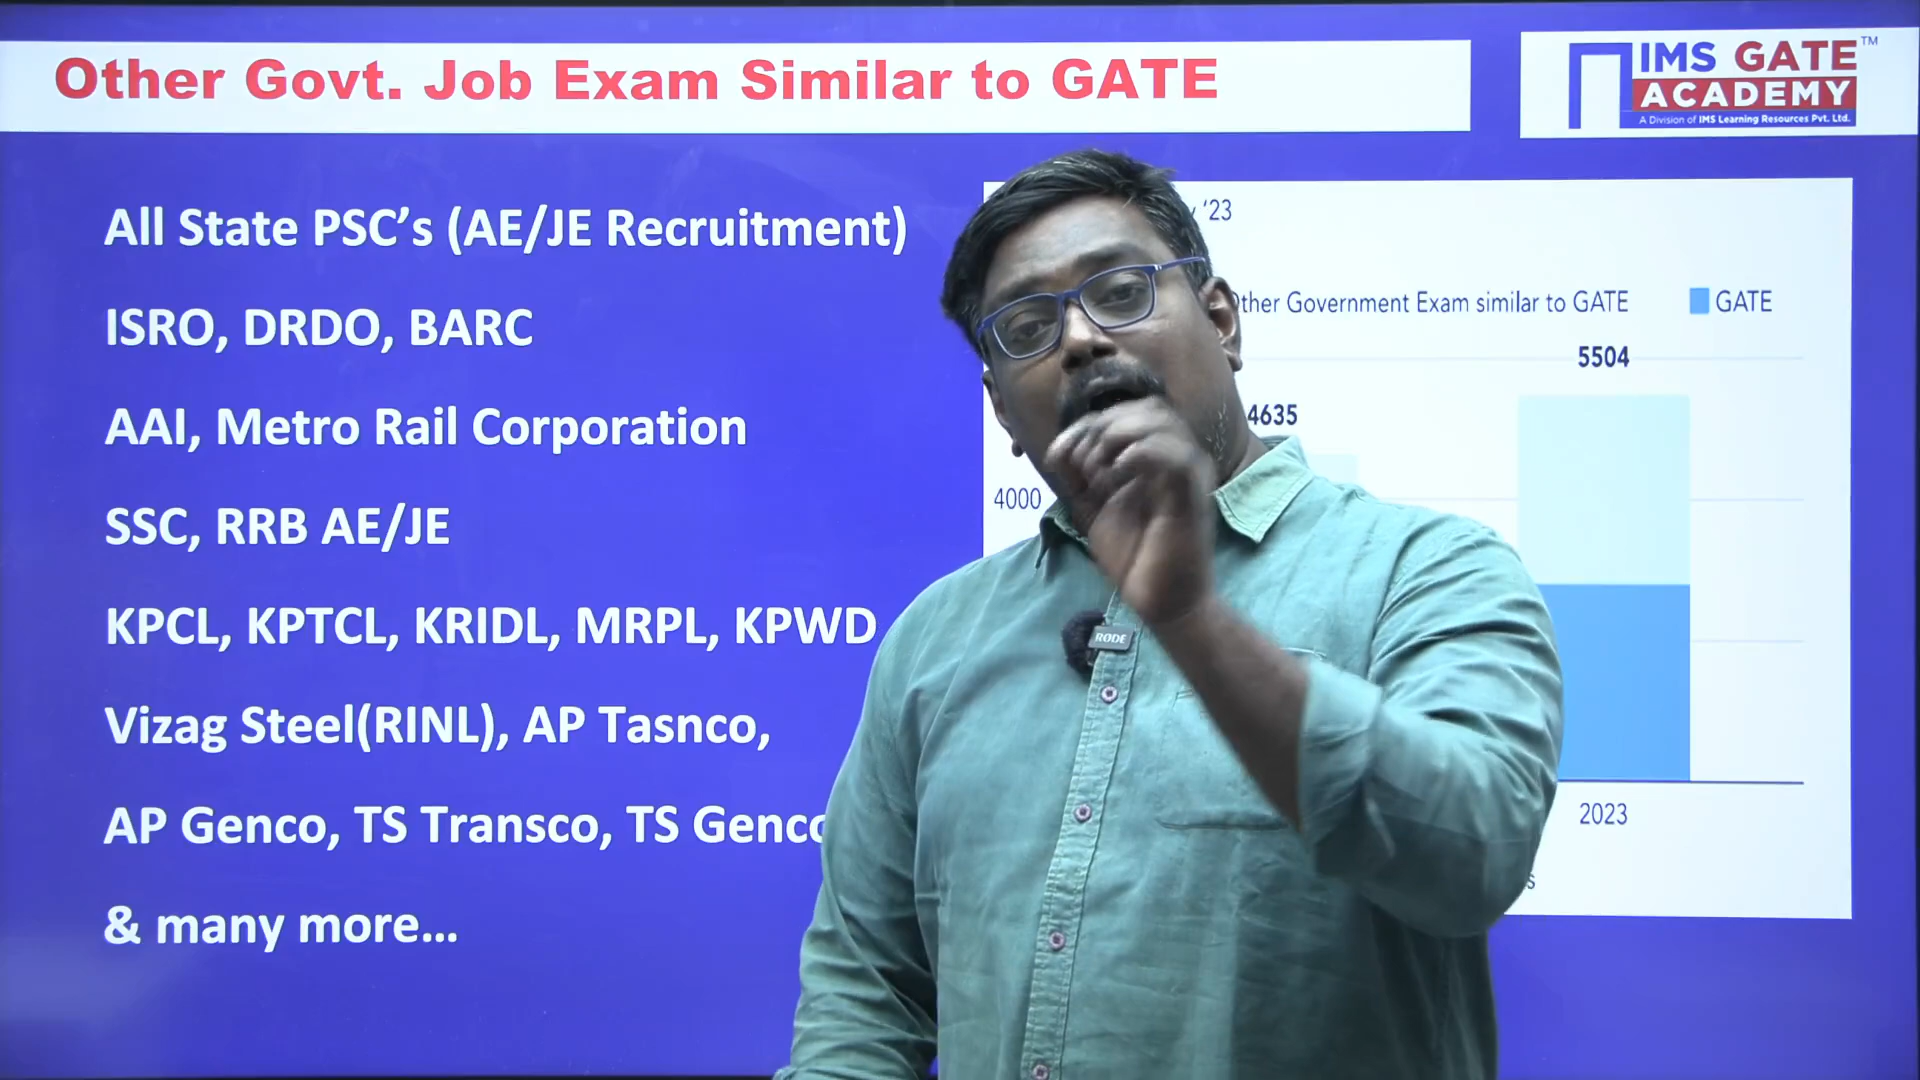 Other Govt. Job Exam Similar to GATE
IMS GATE TM
ACADEMY
A Division of IMS Learning Resources Pvt. Ltd.
All State PSC’s (AE/JE Recruitment)
ISRO, DRDO, BARC
AAI, Metro Rail Corporation
SSC, RRB AE/JE
KPCL, KPTCL, KRIDL, MRPL, KPWD
Vizag Steel(RINL), AP Tasnco,
AP Genco, TS Transco, TS Genco
& many more...
‘23
Other Government Exam similar to GATE
GATE
5504
4635
4000
2023
RODE